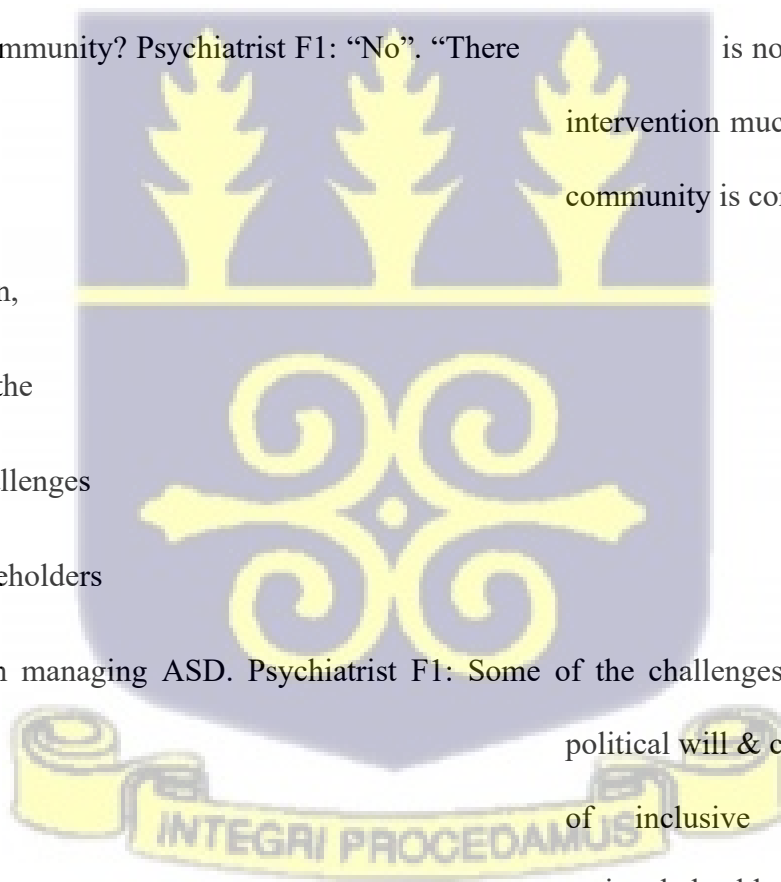 mmunity? Psychiatrist F1: “No”. “There is no
intervention muc
community is co
n,
the
llenges
eholders
n managing ASD. Psychiatrist F1: Some of the challenges
political will & c
of inclusive
INTEGRI PROCEDAMUS